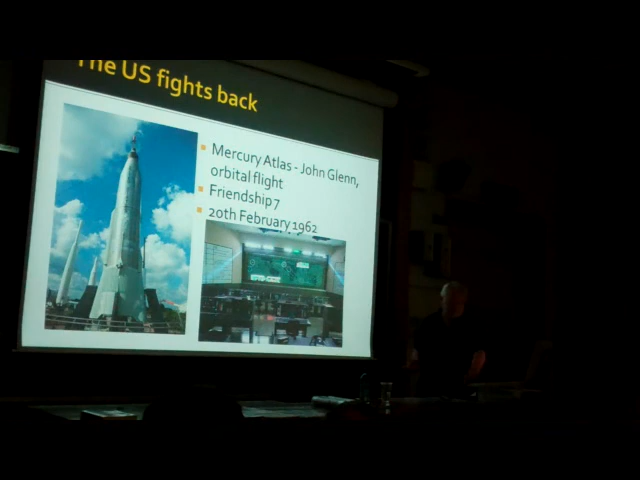 The US fights back
Mercury Atlas - John Glenn,
orbital flight
Friendship 7
20th February 1962